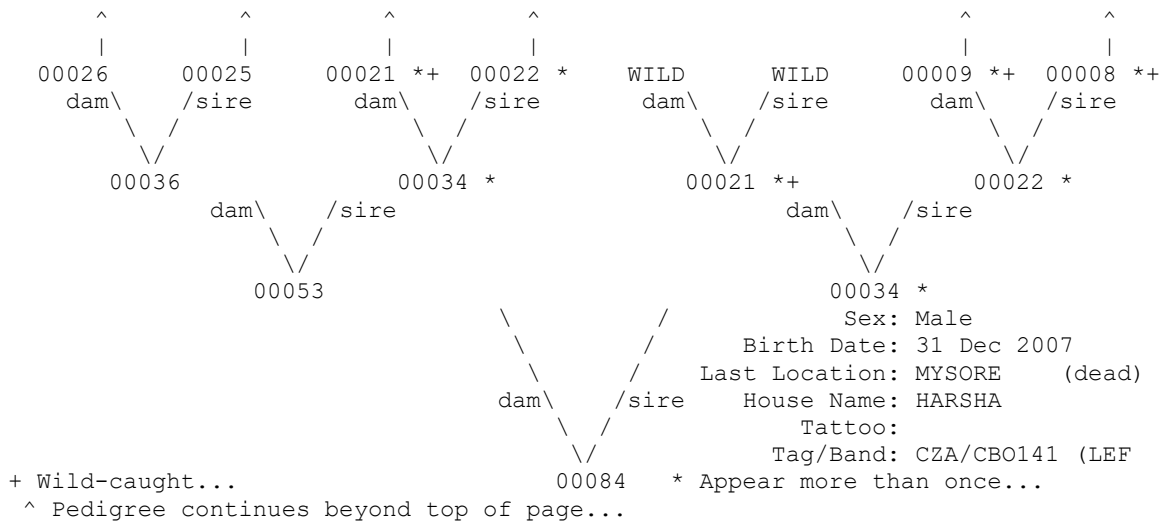 ^ ^ ^ ^ ^ ^
| | | | | |
00026 00025 00021 *+ 00022 * WILD WILD 00009 *+ 00008 *+
dam\ /sire dam\ /sire dam\ /sire dam\ /sire
\ / \ / \ / \ /
\/ \/ \/ \/
00036 00034 * 00021 *+ 00022 *
dam\ /sire dam\ /sire
\ / \ /
\/ \/
00053 00034 *
\ / Sex: Male
\ / Birth Date: 31 Dec 2007
\ / Last Location: MYSORE (dead)
dam\ /sire House Name: HARSHA
\ / Tattoo:
\/ Tag/Band: CZA/CBO141 (LEF
+ Wild-caught... 00084 * Appear more than once...
^ Pedigree continues beyond top of page...